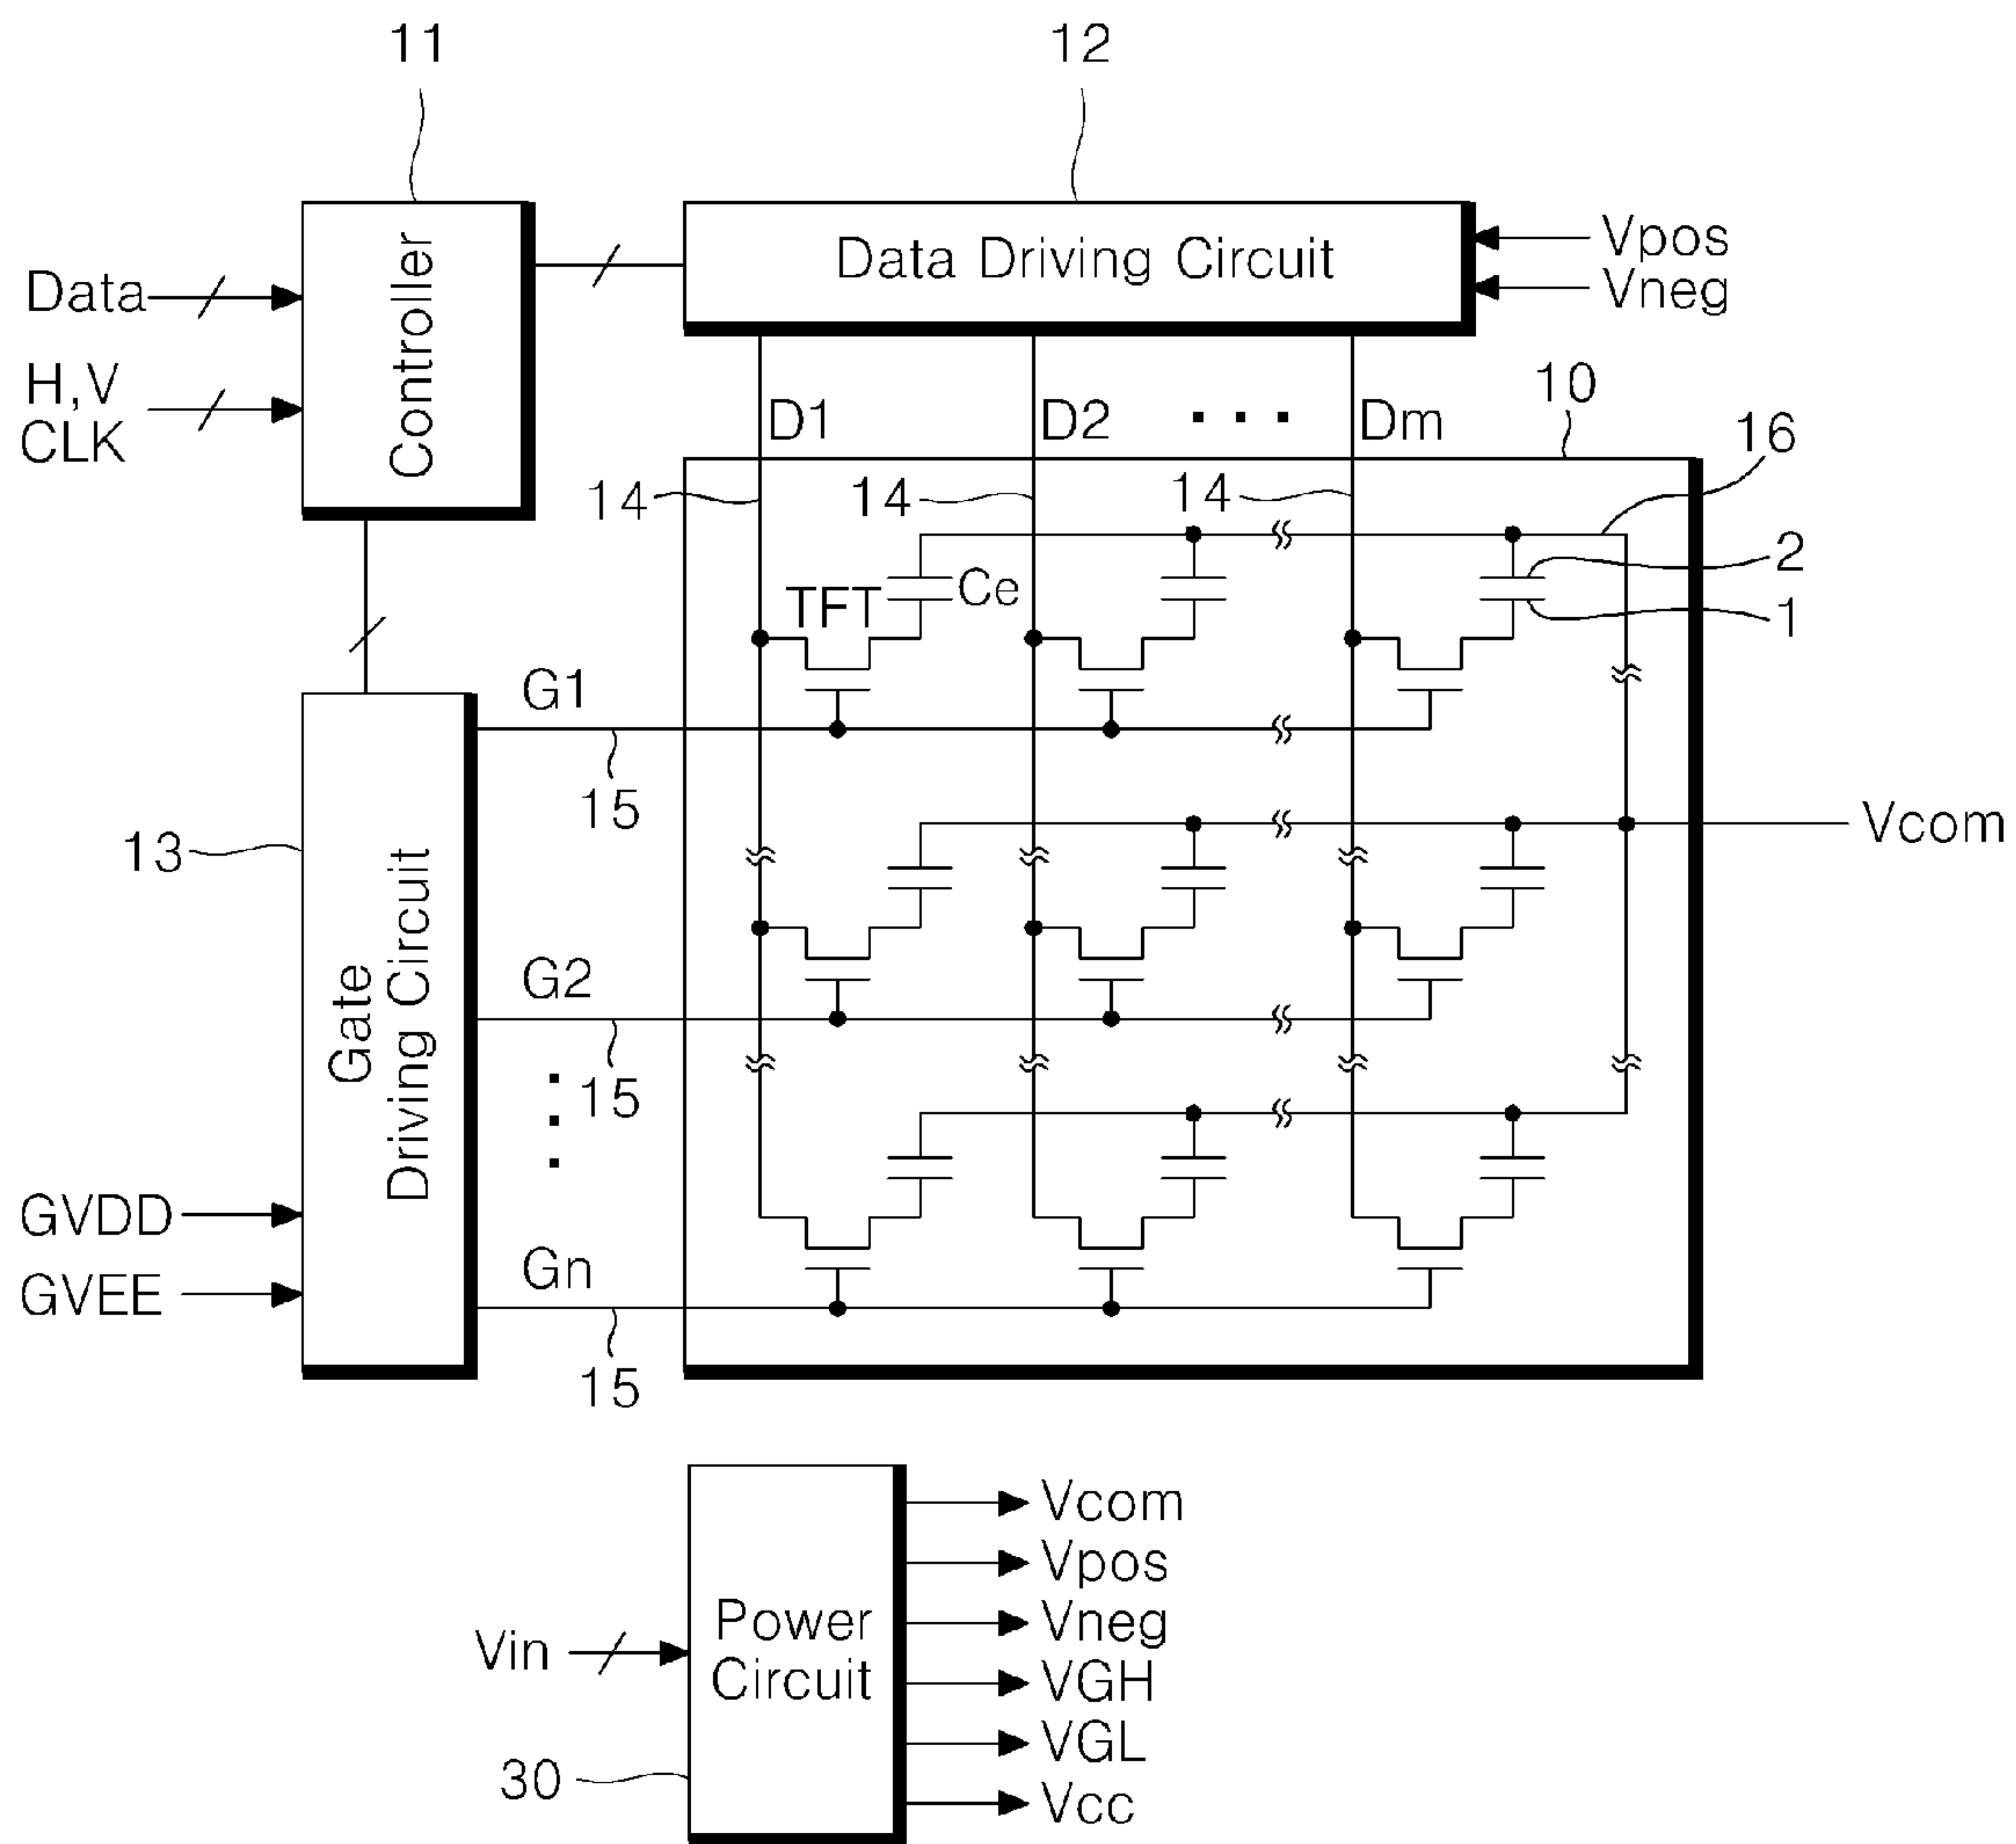 11
12
Controller
Data Driving Circuit
Vpos
Vneg
Data
H,V
CLK
D1
D2
. . .
Dm
10
16
14
14
14
2
1
TFT
Ce
G1
15
Vcom
13
Gate
Driving Circuit
G2
15
. . .
GVDD
GVEE
Gn
15
Vin
Power
Circuit
30
Vcom
Vpos
Vneg
VGH
VGL
Vcc